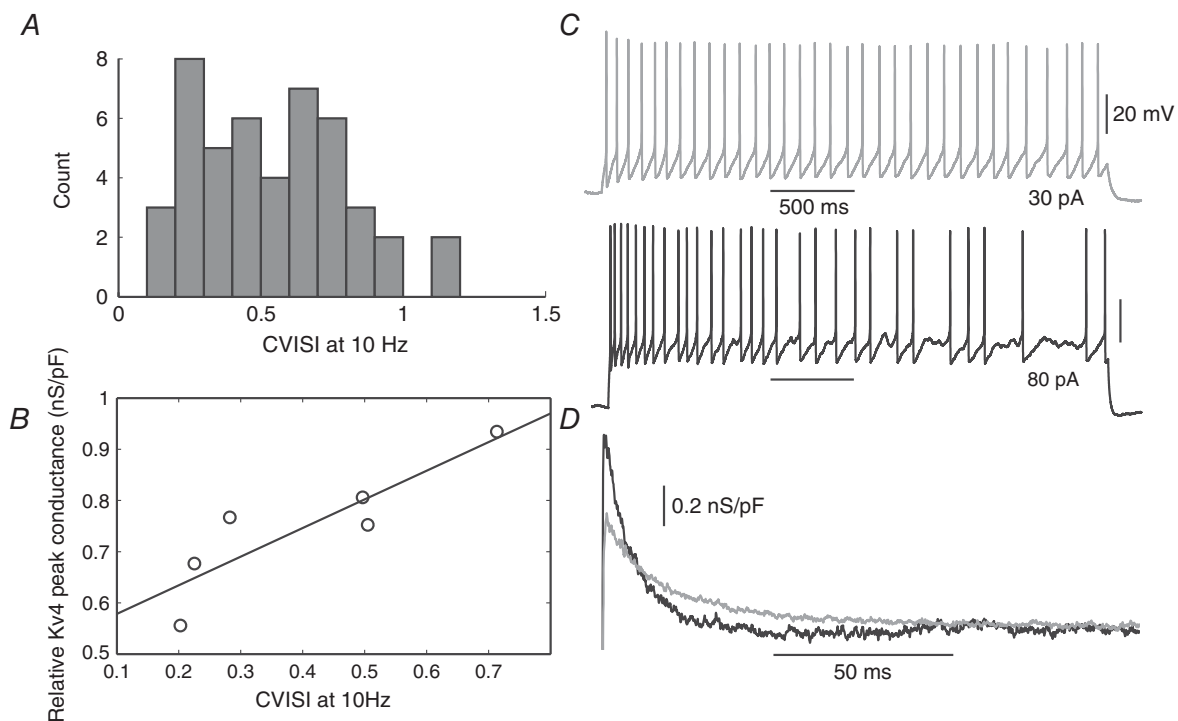 A
8
6
4
2
0
Count
0
0.5
1
1.5
CVISI at 10 Hz
B
1
0.9
0.8
0.7
0.6
0.5
Relative Kv4 peak conductance (nS/pF)
0.1
0.2
0.3
0.4
0.5
0.6
0.7
CVISI at 10Hz
C
20 mV
500 ms
30 pA
80 pA
D
0.2 nS/pF
50 ms